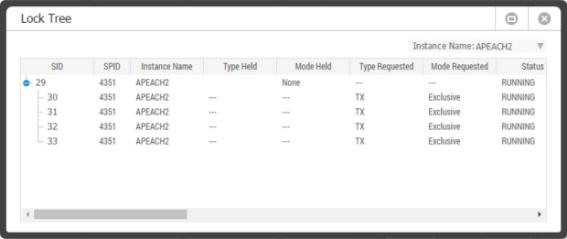 Lock Tree
Instance Name: APEACH2
SID SPID Instance Name Type Held Mode Held Type Requested Mode Requested Status
29 4351 APEACH2 None --- --- RUNNING
30 4351 APEACH2 --- --- TX Exclusive RUNNING
31 4351 APEACH2 --- --- TX Exclusive RUNNING
32 4351 APEACH2 --- --- TX Exclusive RUNNING
33 4351 APEACH2 --- --- TX Exclusive RUNNING